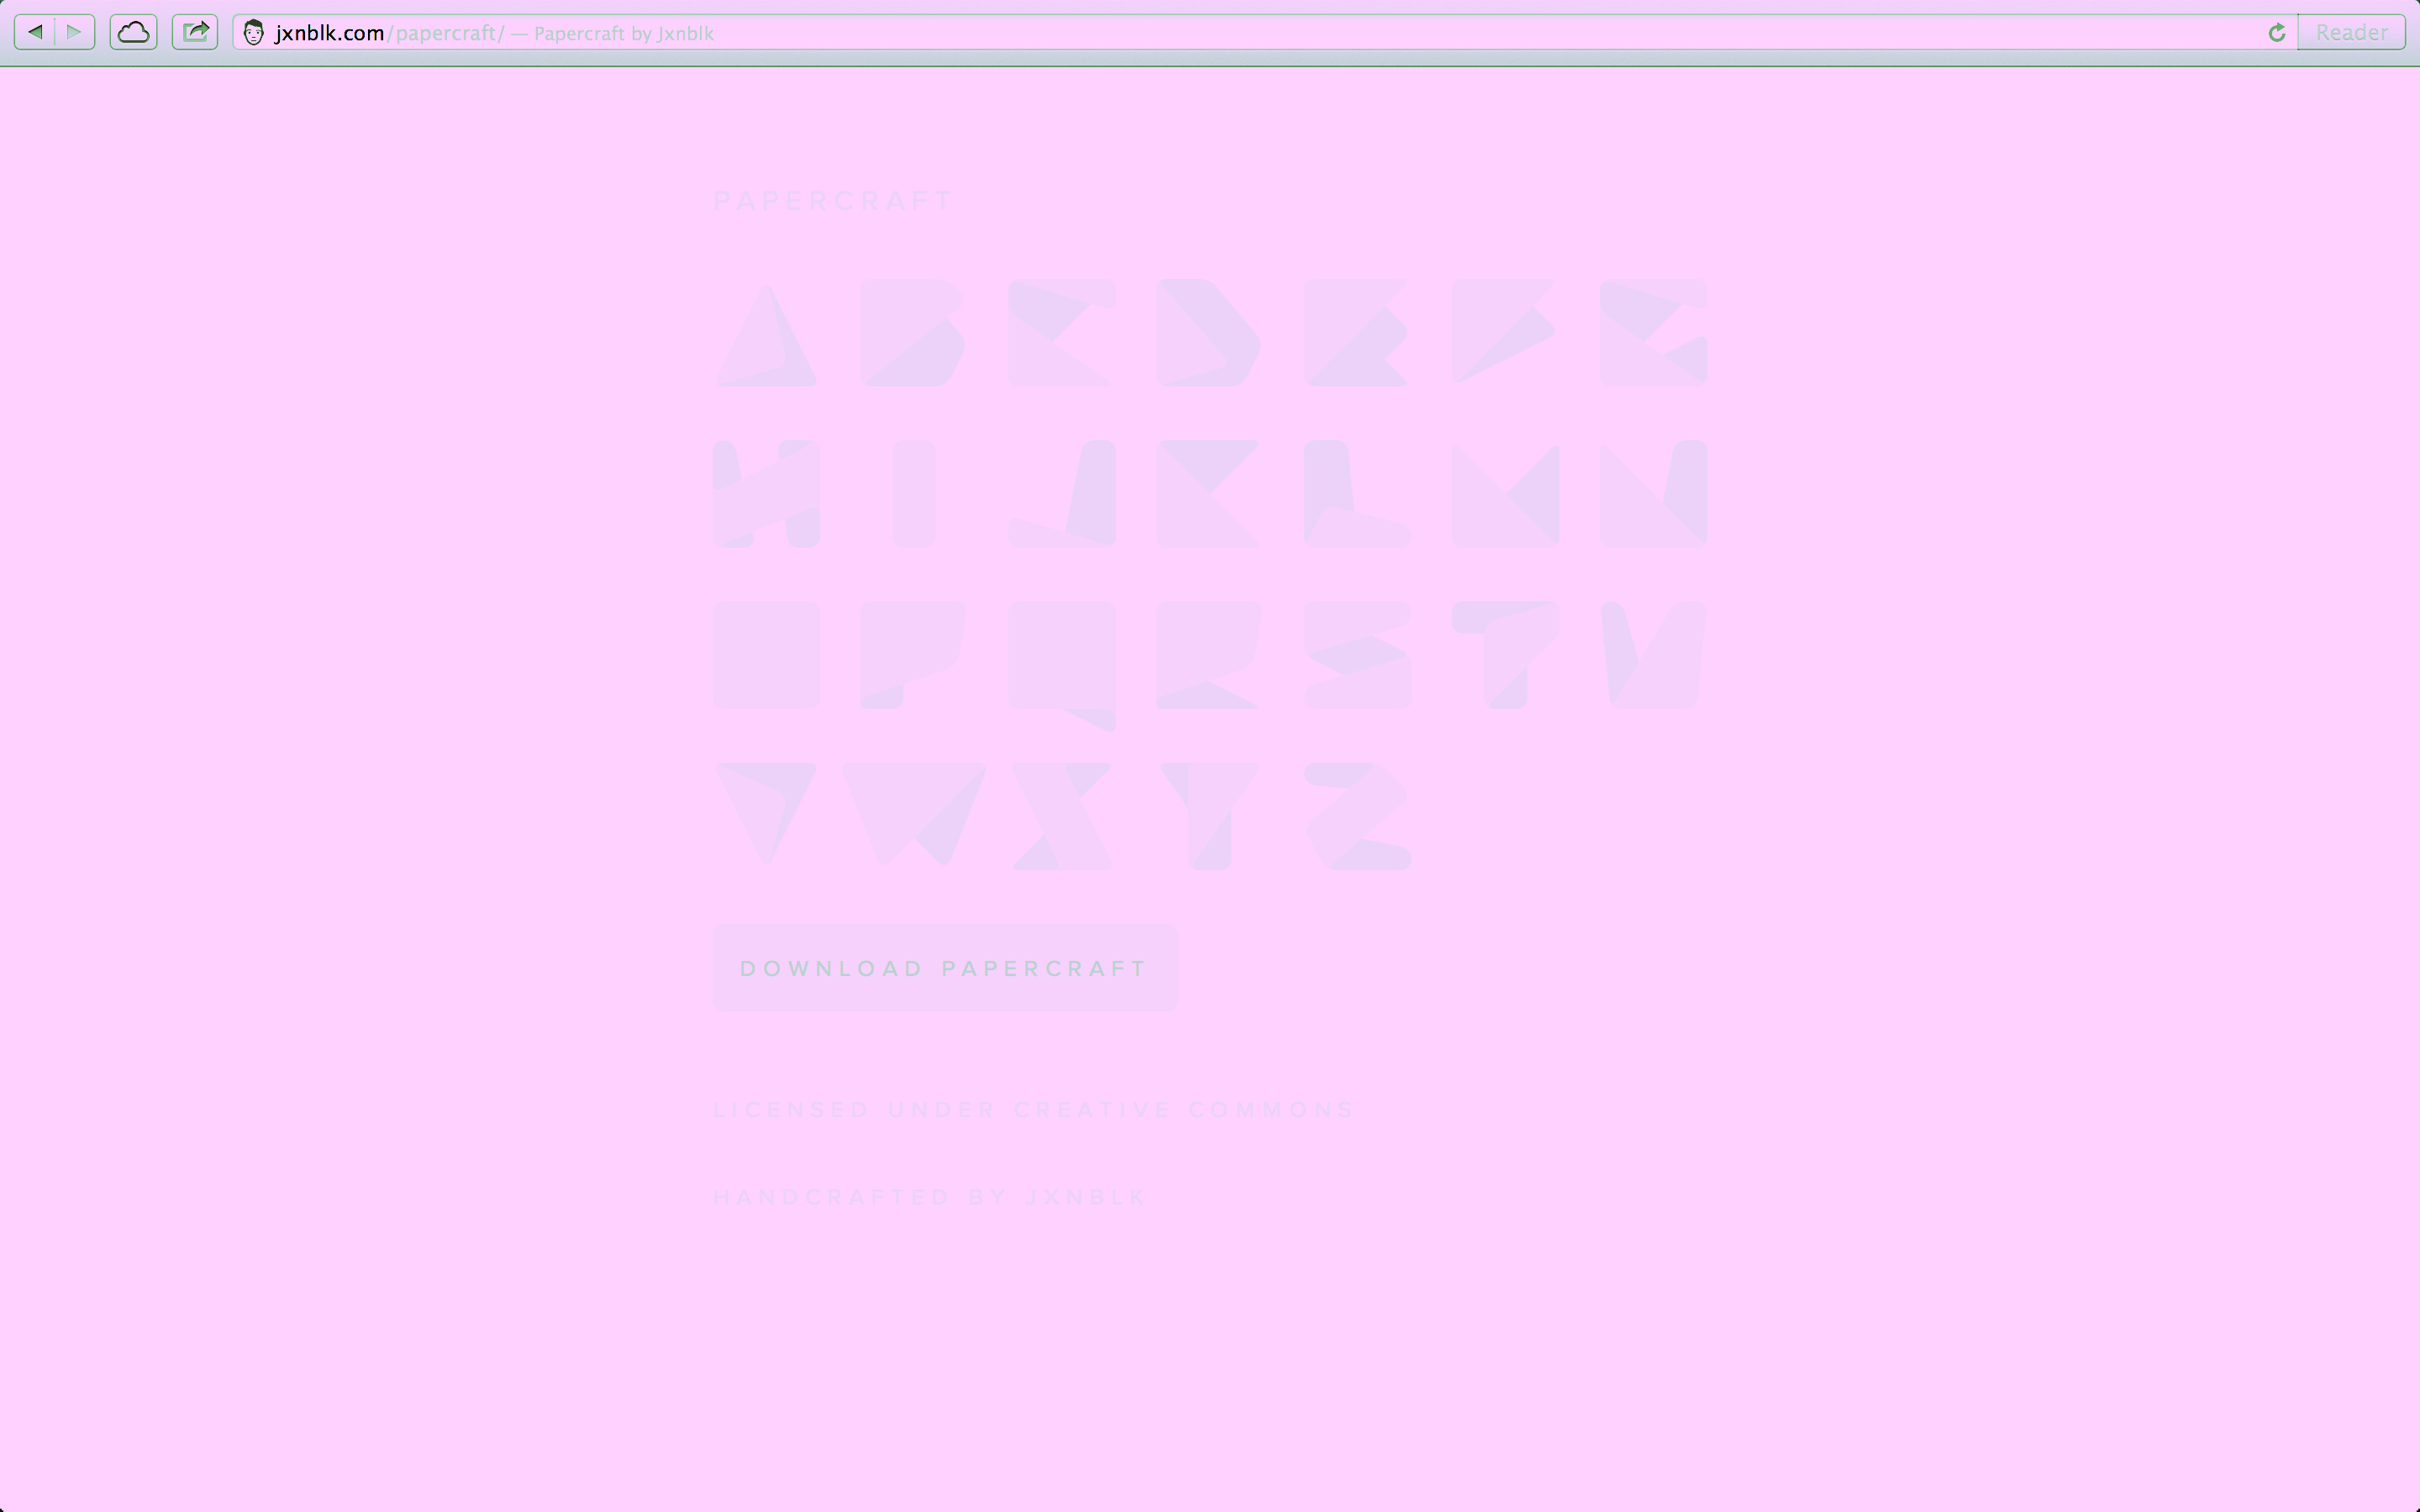 jxnblk.com/papercraft/ — Papercraft by Jxnblk
Reader
PAPERCRAFT
A B C D E F G
H I J K L M N
O P Q R S T U
V W X Y Z
DOWNLOAD PAPERCRAFT
LICENSED UNDER CREATIVE COMMONS
HANDCRAFTED BY JXNBLK